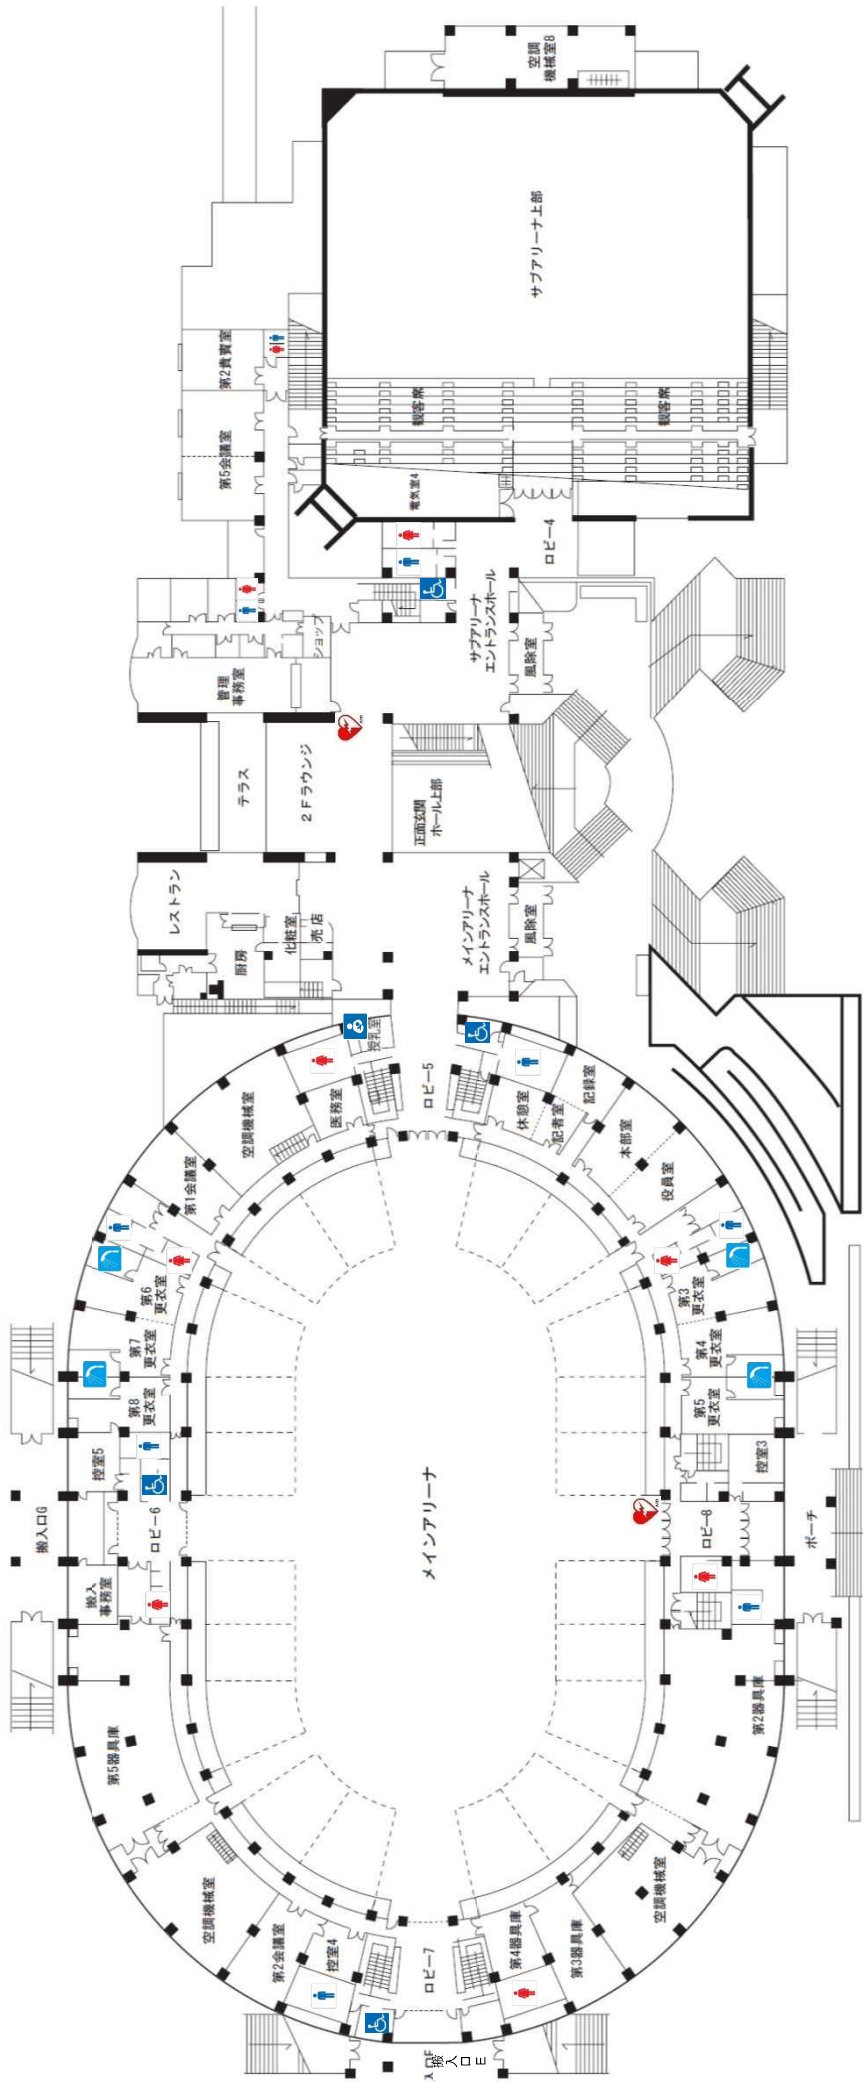 空調
機械室8
サブアリーナ上部
第2貴賓室
第5会議室
観客席
観客席
電気室4
ロビー4
ショップ
管理
事務室
サブアリーナ
エントランスホール
風除室
テラス
2Fラウンジ
正面玄関
ホール上部
レストラン
厨房
化粧室
売店
メインアリーナ
エントランスホール
風除室
授乳室
ロビー5
医務室
空調機械室
第1会議室
休憩室
記者室
記録室
本部室
役員室
第6
更衣室
第7
更衣室
第8
更衣室
第3
更衣室
第4
更衣室
第5
更衣室
控室5
控室3
搬入口G
ロビー6
搬入
事務室
メインアリーナ
ロビー8
ポーチ
第5器具庫
第2器具庫
空調機械室
第2会議室
控室4
ロビー7
第4器具庫
第3器具庫
空調機械室
搬入口E